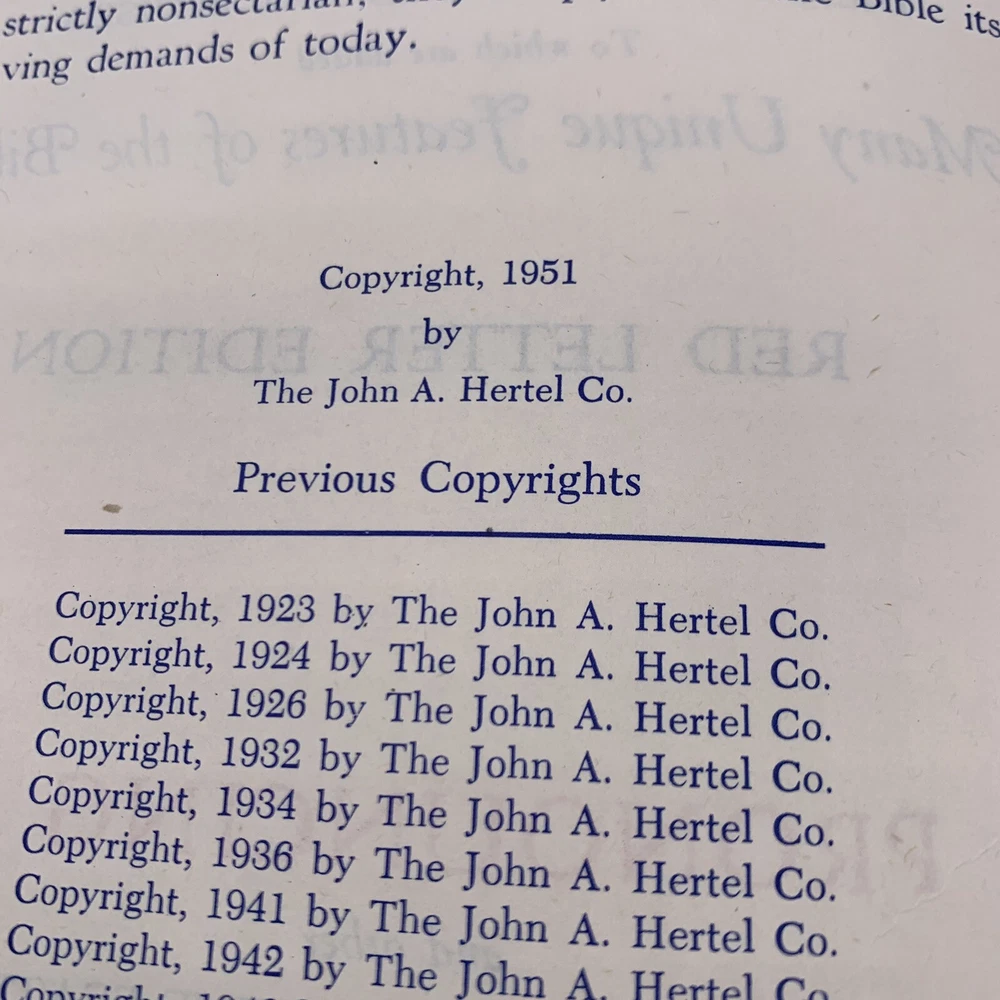 strictly nonsectarian, Bible its
ving demands of today.
Copyright, 1951
by
The John A. Hertel Co.
Previous Copyrights
Copyright, 1923 by The John A. Hertel Co.
Copyright, 1924 by The John A. Hertel Co.
Copyright, 1926 by The John A. Hertel Co.
Copyright, 1932 by The John A. Hertel Co.
Copyright, 1934 by The John A. Hertel Co.
Copyright, 1936 by The John A. Hertel Co.
Copyright, 1941 by The John A. Hertel Co.
Copyright, 1942 by The John A. Hertel Co.
Copyright,